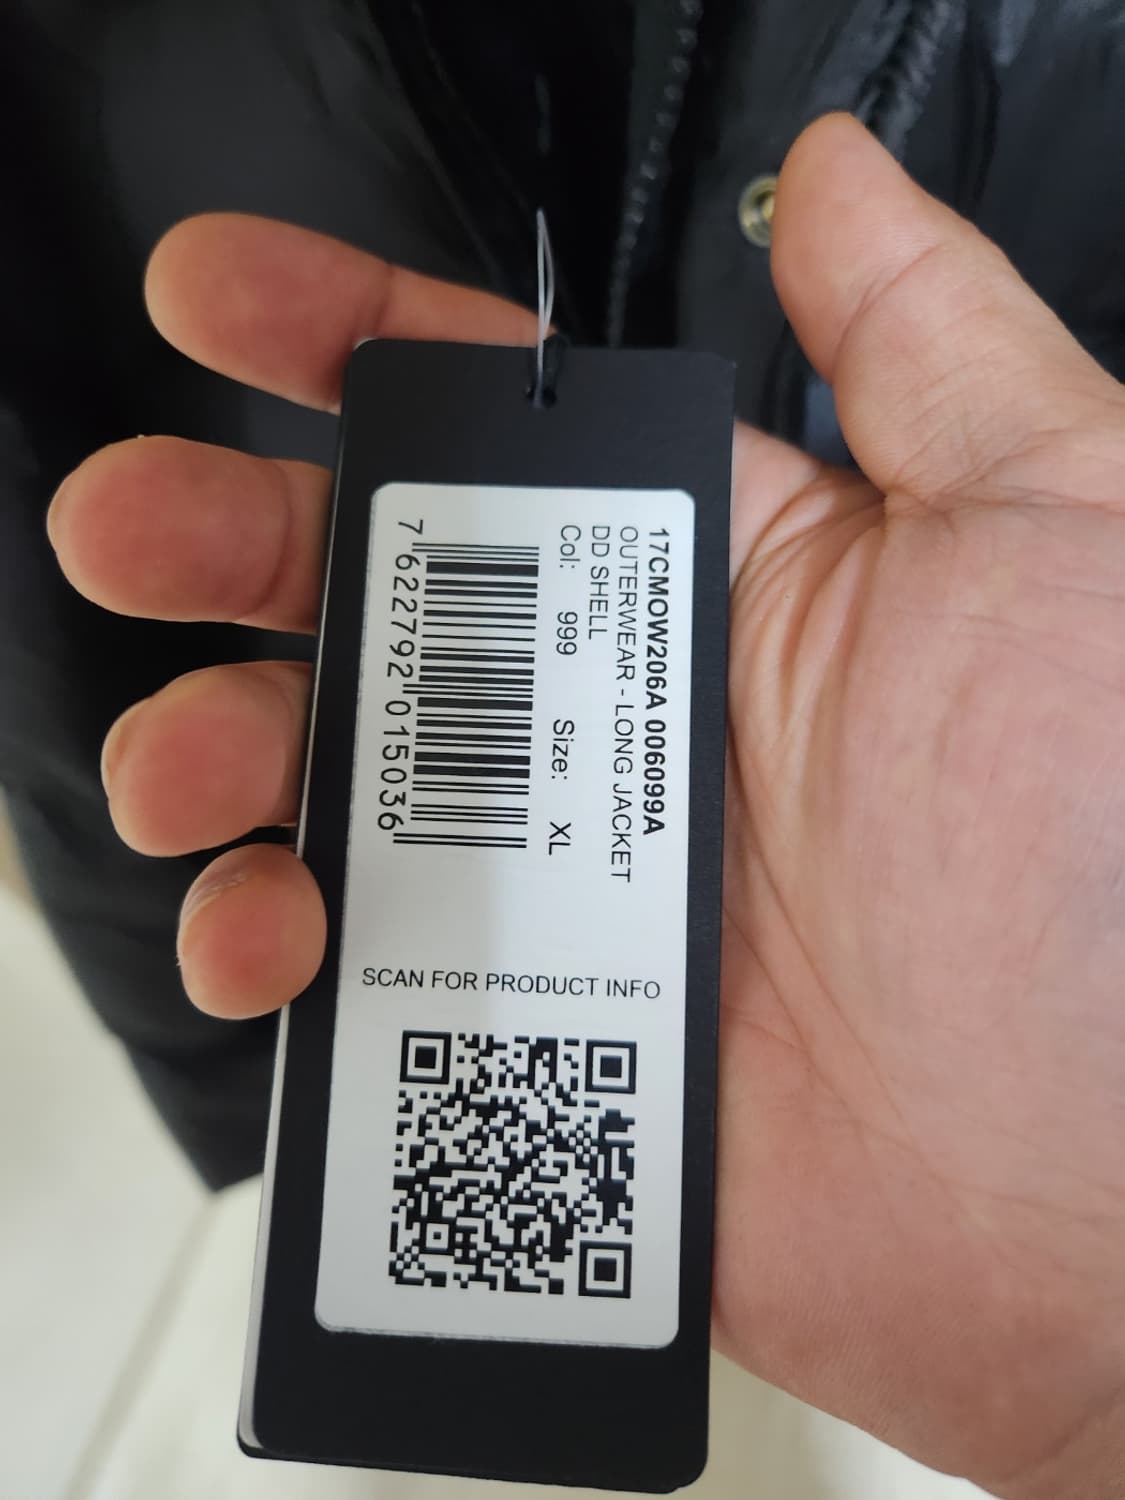 17CMOW206A 006099A
OUTERWEAR - LONG JACKET
DD SHELL
Col: 999 Size: XL
7 622792 015036
SCAN FOR PRODUCT INFO